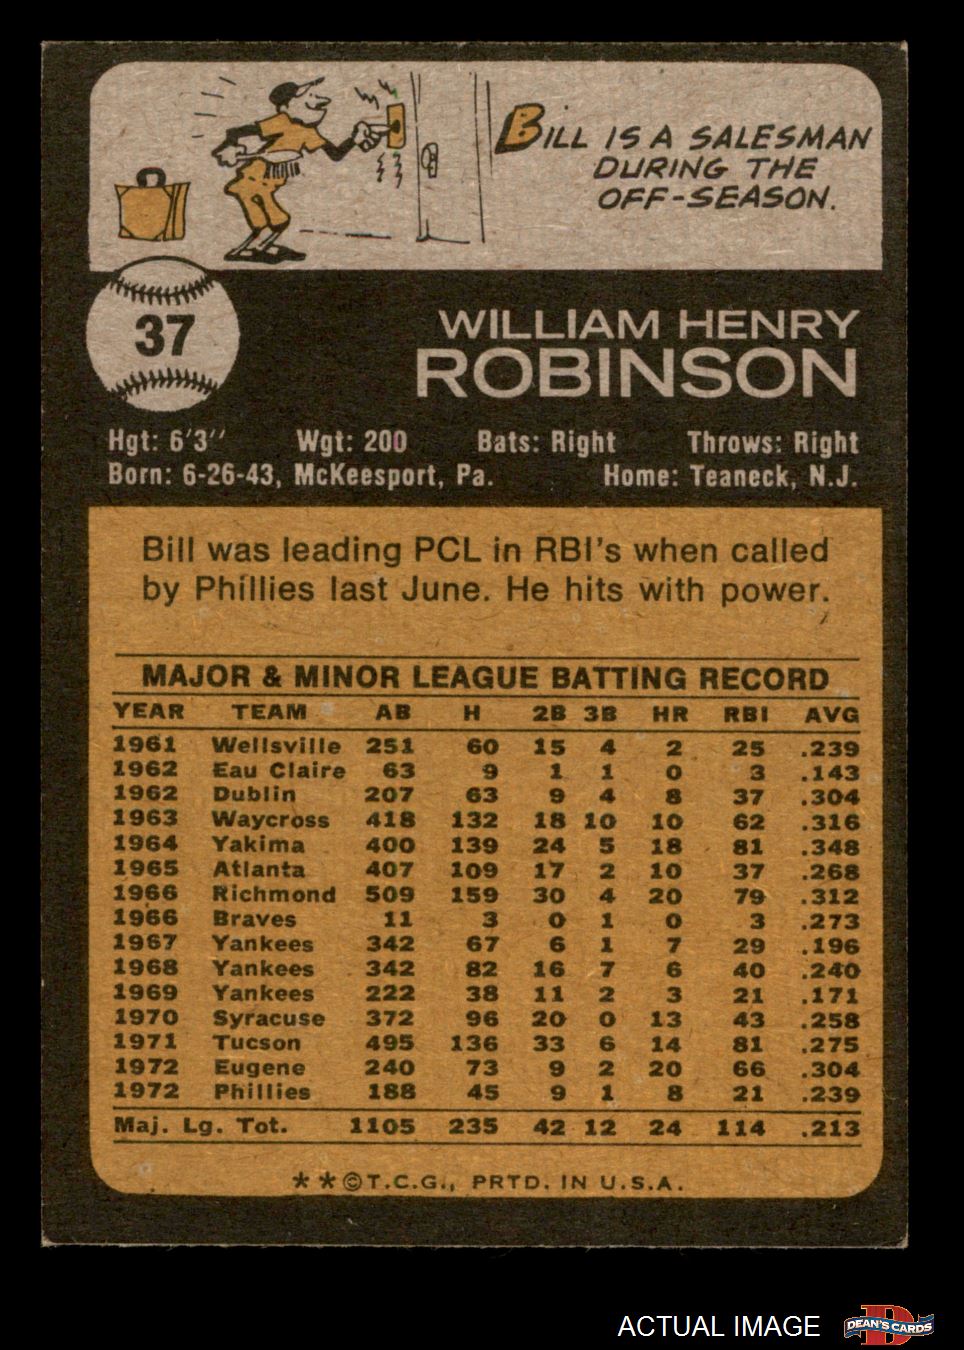 BILL IS A SALESMAN
DURING THE
OFF-SEASON.
37
WILLIAM HENRY
ROBINSON
Hgt: 6'3'' Wgt: 200 Bats: Right Throws: Right
Born: 6-26-43, McKeesport, Pa. Home: Teaneck, N.J.
Bill was leading PCL in RBI's when called
by Phillies last June. He hits with power.
MAJOR & MINOR LEAGUE BATTING RECORD
YEAR TEAM AB H 2B 3B HR RBI AVG
1961 Wellsville 251 60 15 4 2 25 .239
1962 Eau Claire 63 9 1 1 0 3 .143
1962 Dublin 207 63 9 4 8 37 .304
1963 Waycross 418 132 18 10 10 62 .316
1964 Yakima 400 139 24 5 18 81 .348
1965 Atlanta 407 109 17 2 10 37 .268
1966 Richmond 509 159 30 4 20 79 .312
1966 Braves 11 3 0 1 0 3 .273
1967 Yankees 342 67 6 1 7 29 .196
1968 Yankees 342 82 16 7 6 40 .240
1969 Yankees 222 38 11 2 3 21 .171
1970 Syracuse 372 96 20 0 13 43 .258
1971 Tucson 495 136 33 6 14 81 .275
1972 Eugene 240 73 9 2 20 66 .304
1972 Phillies 188 45 9 1 8 21 .239
Maj. Lg. Tot. 1105 235 42 12 24 114 .213
**©T.C.G., PRTD. IN U.S.A.
ACTUAL IMAGE
D
DEAN'S CARDS